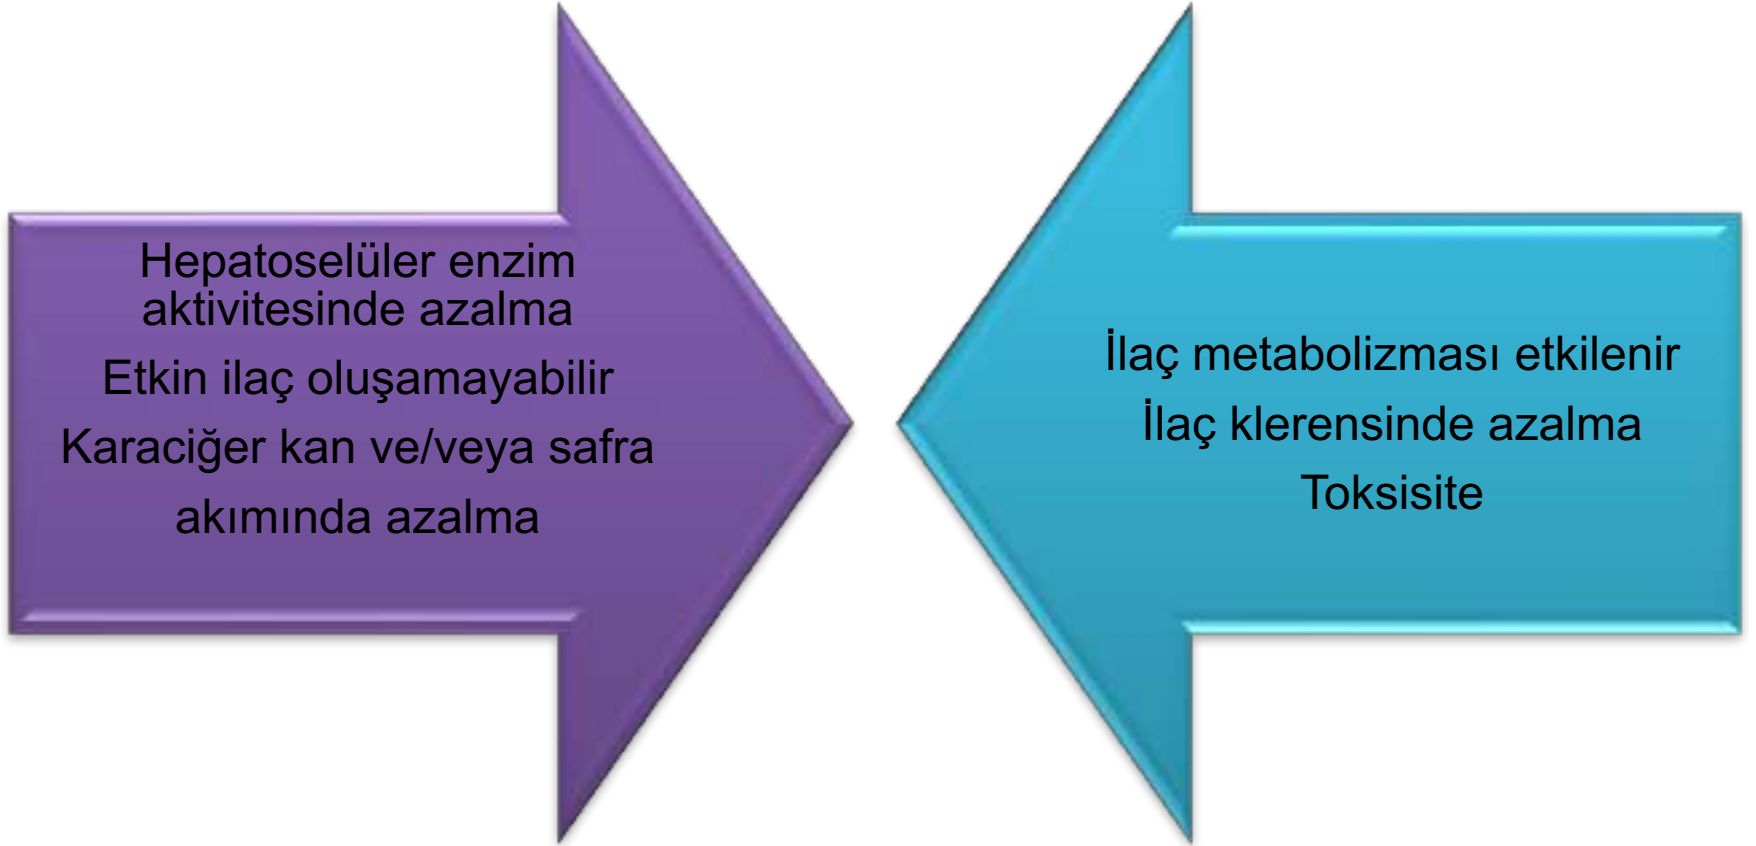 Hepatoselüler enzim
aktivitesinde azalma
Etkin ilaç oluşamayabilir
Karaciğer kan ve/veya safra
akımında azalma
İlaç metabolizması etkilenir
İlaç klerensinde azalma
Toksisite